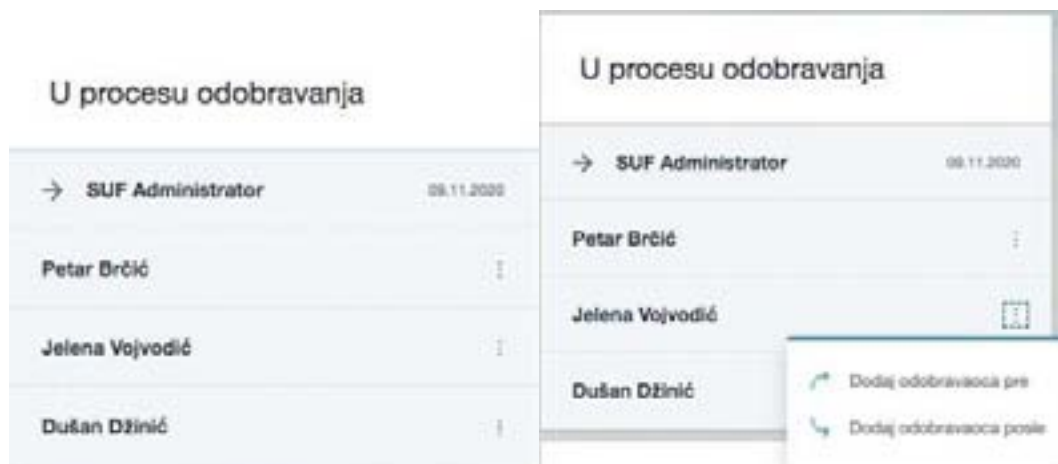 U procesu odobravanja
→ SUF Administrator 09.11.2020
Petar Brčić
Jelena Vojvodić
Dušan Džinić
U procesu odobravanja
→ SUF Administrator 09.11.2020
Petar Brčić
Jelena Vojvodić
Dušan Džinić
Dodaj odobravaoca pre
Dodaj odobravaoca posle